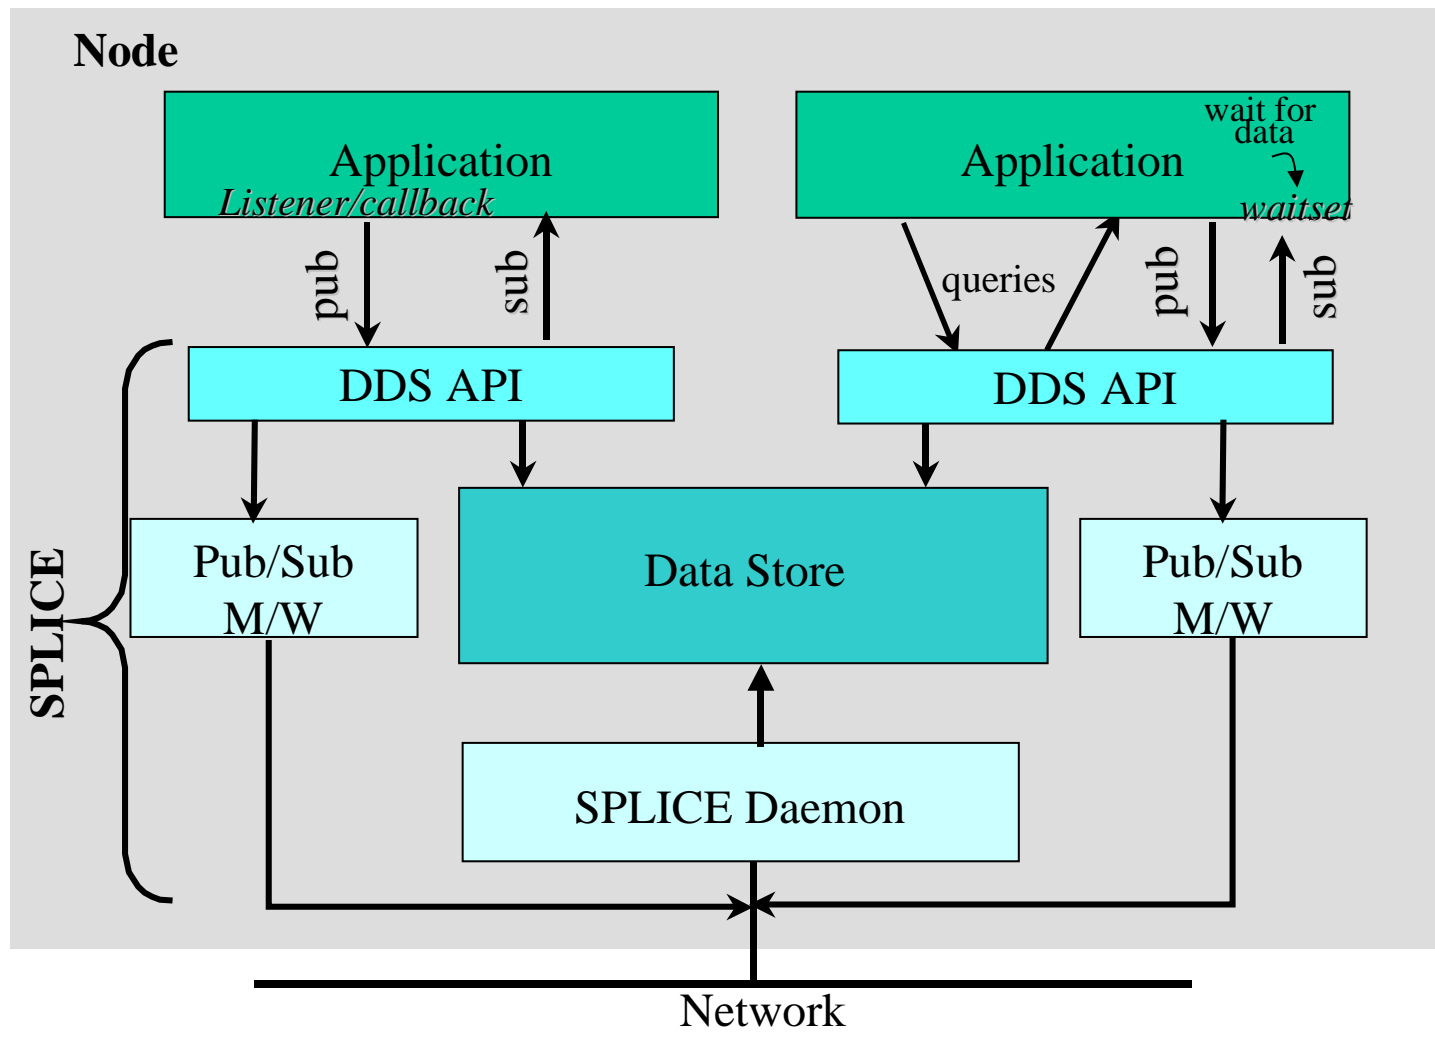 Node
Application
Listener/callback
wait for
data
Application
waitset
pub
sub
queries
pub
sub
DDS API
DDS API
SPLICE
Pub/Sub
M/W
Data Store
Pub/Sub
M/W
SPLICE Daemon
Network